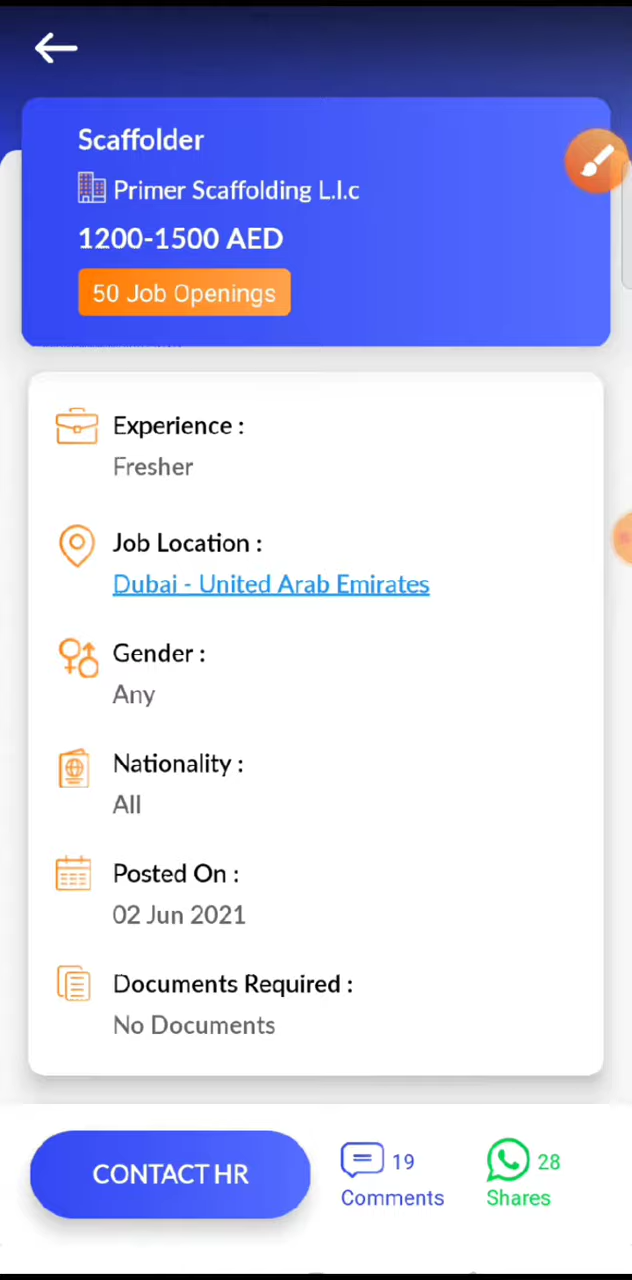 Scaffolder
Primer Scaffolding L.l.c
1200-1500 AED
50 Job Openings
Experience :
Fresher
Job Location :
Dubai - United Arab Emirates
Gender :
Any
Nationality :
All
Posted On :
02 Jun 2021
Documents Required :
No Documents
CONTACT HR
19
Comments
28
Shares